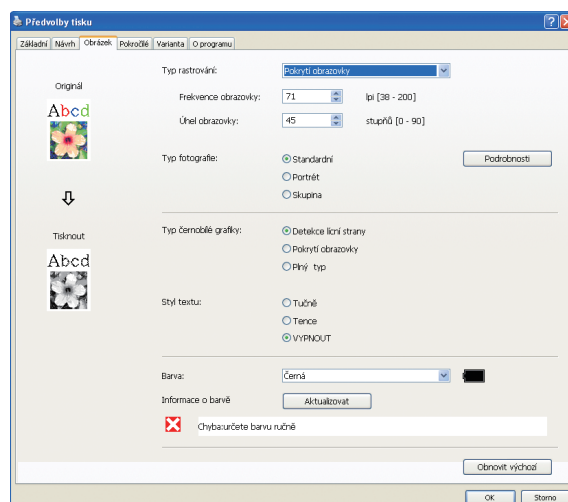 Předvolby tisku
Základní Návrh Obrázek Pokročilé Varianta O programu
Originál
Abcd
Tisknout
Abcd
Typ rastrování: Pokrytí obrazovky
Frekvence obrazovky: 71 lpi [38 - 200]
Úhel obrazovky: 45 stupňů [0 - 90]
Typ fotografie: Standardní Podrobnosti
Portrét
Skupina
Typ černobílé grafiky: Detekce lícní strany
Pokrytí obrazovky
Plný typ
Styl textu: Tučně
Tence
VYPNOUT
Barva: Černá
Informace o barvě Aktualizovat
Chyba:určete barvu ručně
Obnovit výchozí
OK Storno